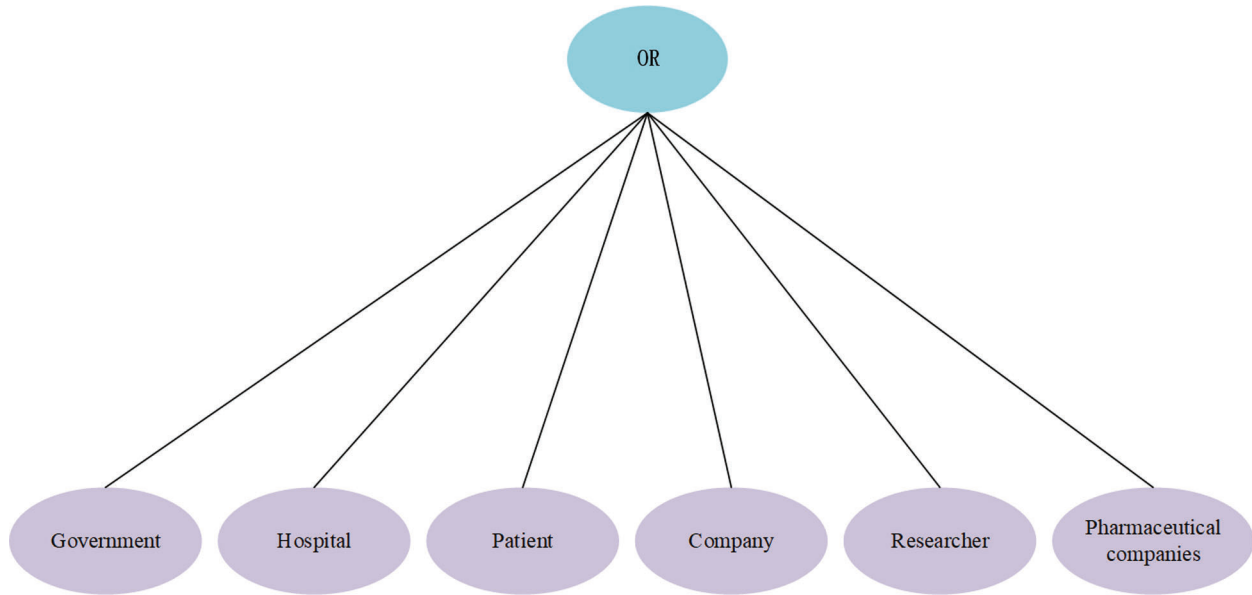 OR
Government
Hospital
Patient
Company
Researcher
Pharmaceutical
companies